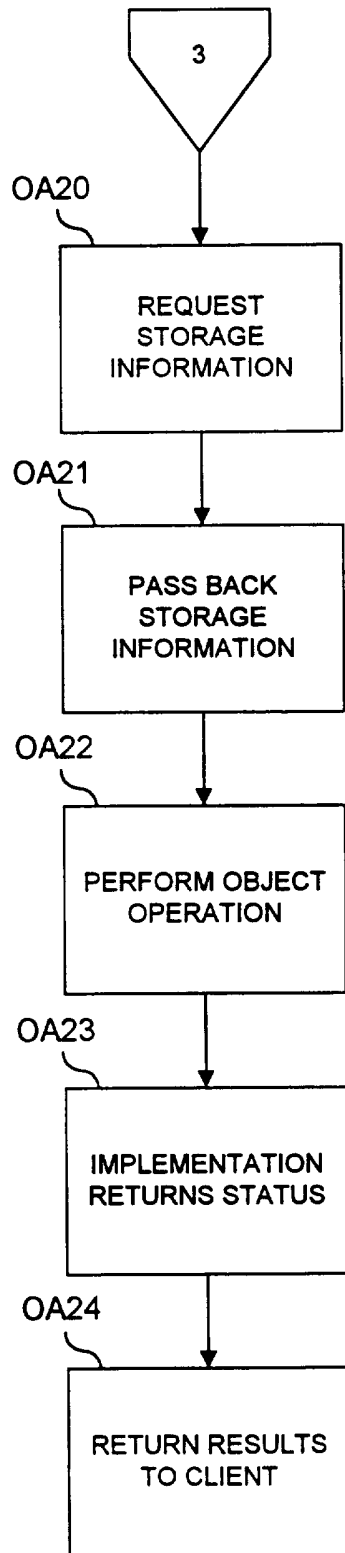 3
OA20
REQUEST
STORAGE
INFORMATION
OA21
PASS BACK
STORAGE
INFORMATION
OA22
PERFORM OBJECT
OPERATION
OA23
IMPLEMENTATION
RETURNS STATUS
OA24
RETURN RESULTS
TO CLIENT